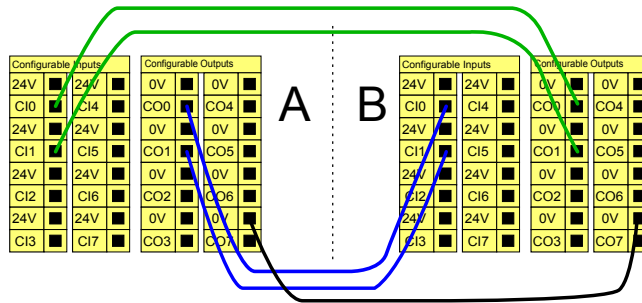 Configurable Inputs
24V 24V
CI0 CI4
24V 24V
CI1 CI5
24V 24V
CI2 CI6
24V 24V
CI3 CI7
Configurable Outputs
0V 0V
CO0 CO4
0V 0V
CO1 CO5
0V 0V
CO2 CO6
0V 0V
CO3 CO7
A B
Configurable Inputs
24V 24V
CI0 CI4
24V 24V
CI1 CI5
24V 24V
CI2 CI6
24V 24V
CI3 CI7
Configurable Outputs
0V 0V
CO0 CO4
0V 0V
CO1 CO5
0V 0V
CO2 CO6
0V 0V
CO3 CO7